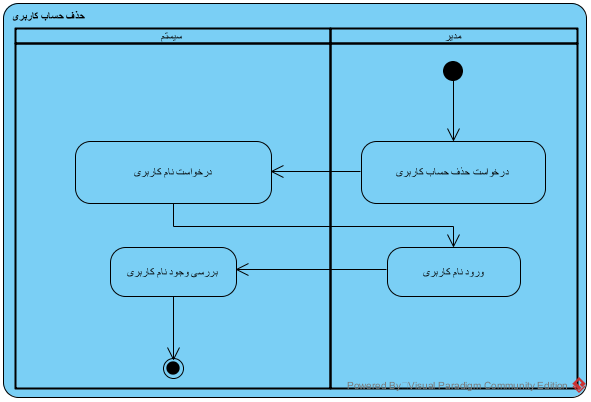 حذف حساب کاربری
مدیر
سیستم
درخواست حذف حساب کاربری
درخواست نام کاربری
ورود نام کاربری
بررسی وجود نام کاربری
Powered By Visual Paradigm Community Edition